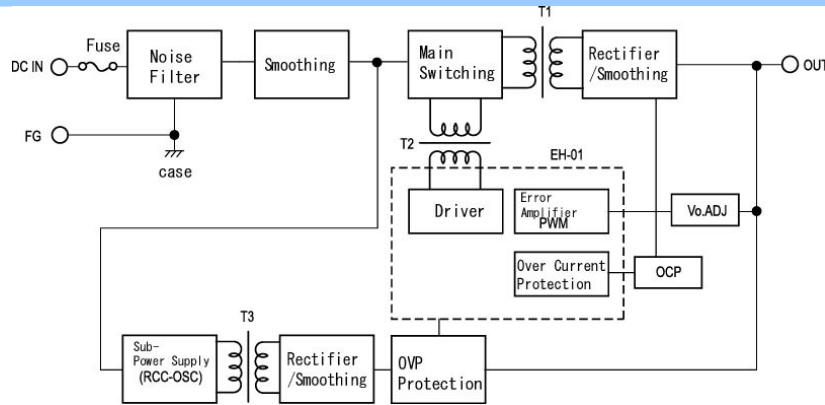 T1
Fuse
DC IN
Noise
Filter
Smoothing
Main
Switching
Rectifier
/Smoothing
OUT
FG
case
T2
EH-01
Driver
Error
Amplifier
PWM
Vo.ADJ
Over Current
Protection
OCP
T3
Sub-
Power Supply
(RCC-OSC)
Rectifier
/Smoothing
OVP
Protection